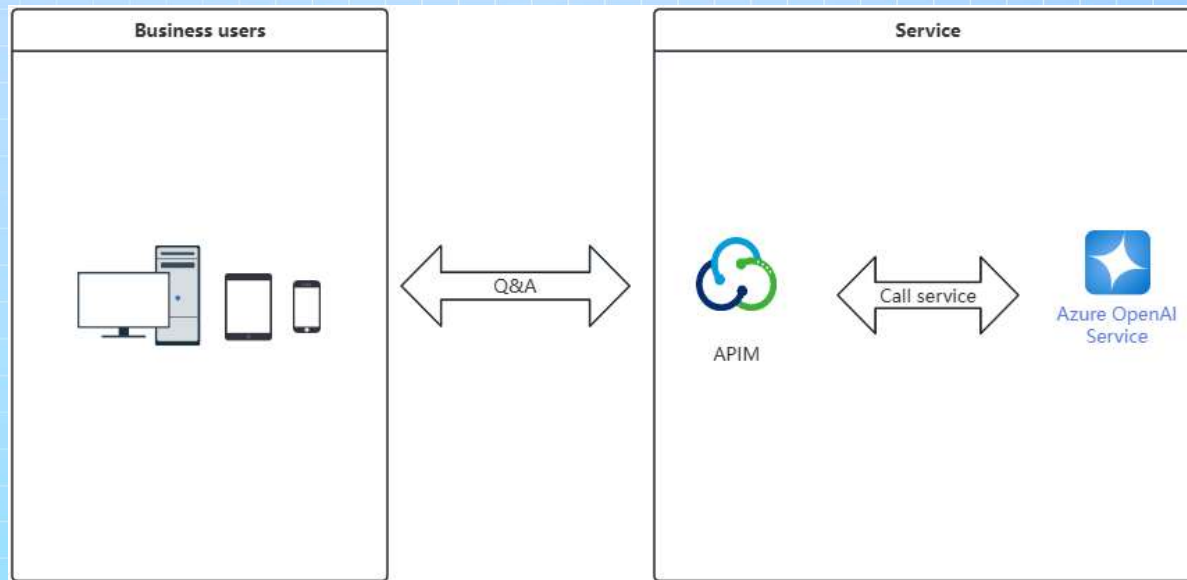 Business users
Service
Q&A
APIM
Call service
Azure OpenAI
Service